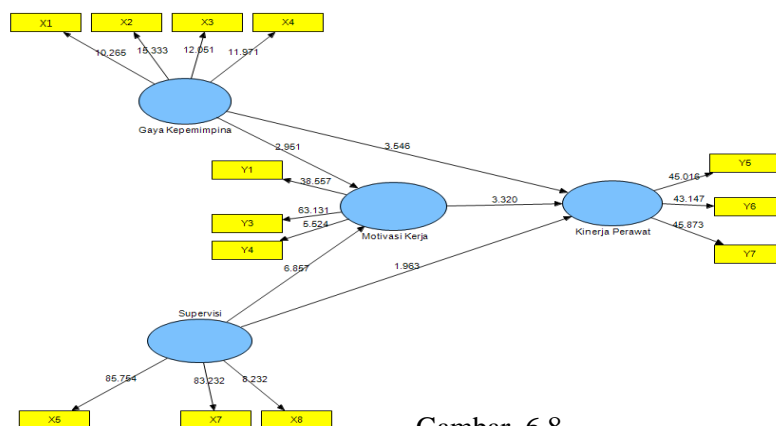 X1 X2 X3 X4
10.265 15.333 12.051 11.971
Gaya Kepemimpina
2.951 3.546
Y1 38.557
Y3 63.131
Y4 5.524
Motivasi Kerja
3.320
Kinerja Perawat
45.016 Y5
43.147 Y6
45.873 Y7
6.857 1.963
Supervisi
85.754 83.232 8.232
X5 X7 X8
Gambar 6.8